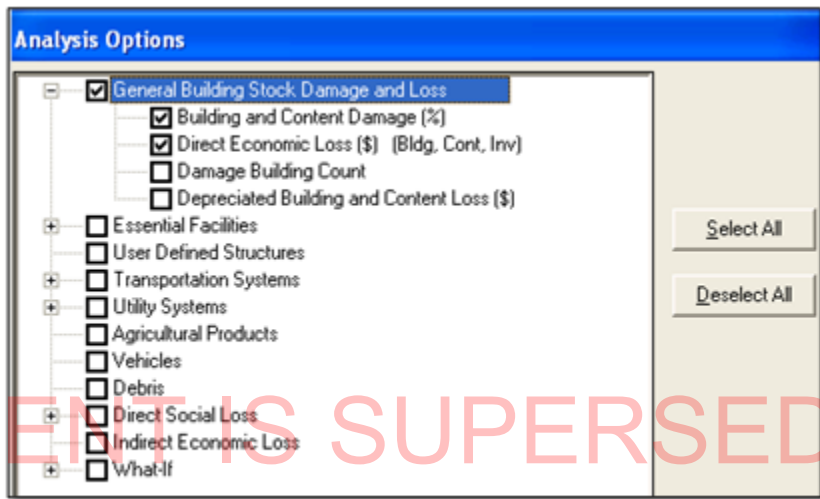 Analysis Options
General Building Stock Damage and Loss
Building and Content Damage (%)
Direct Economic Loss ($) (Bldg, Cont, Inv)
Damage Building Count
Depreciated Building and Content Loss ($)
Essential Facilities
User Defined Structures
Transportation Systems
Utility Systems
Agricultural Products
Vehicles
Debris
Direct Social Loss
Indirect Economic Loss
What-If
Select All
Deselect All
ENT IS SUPERSED